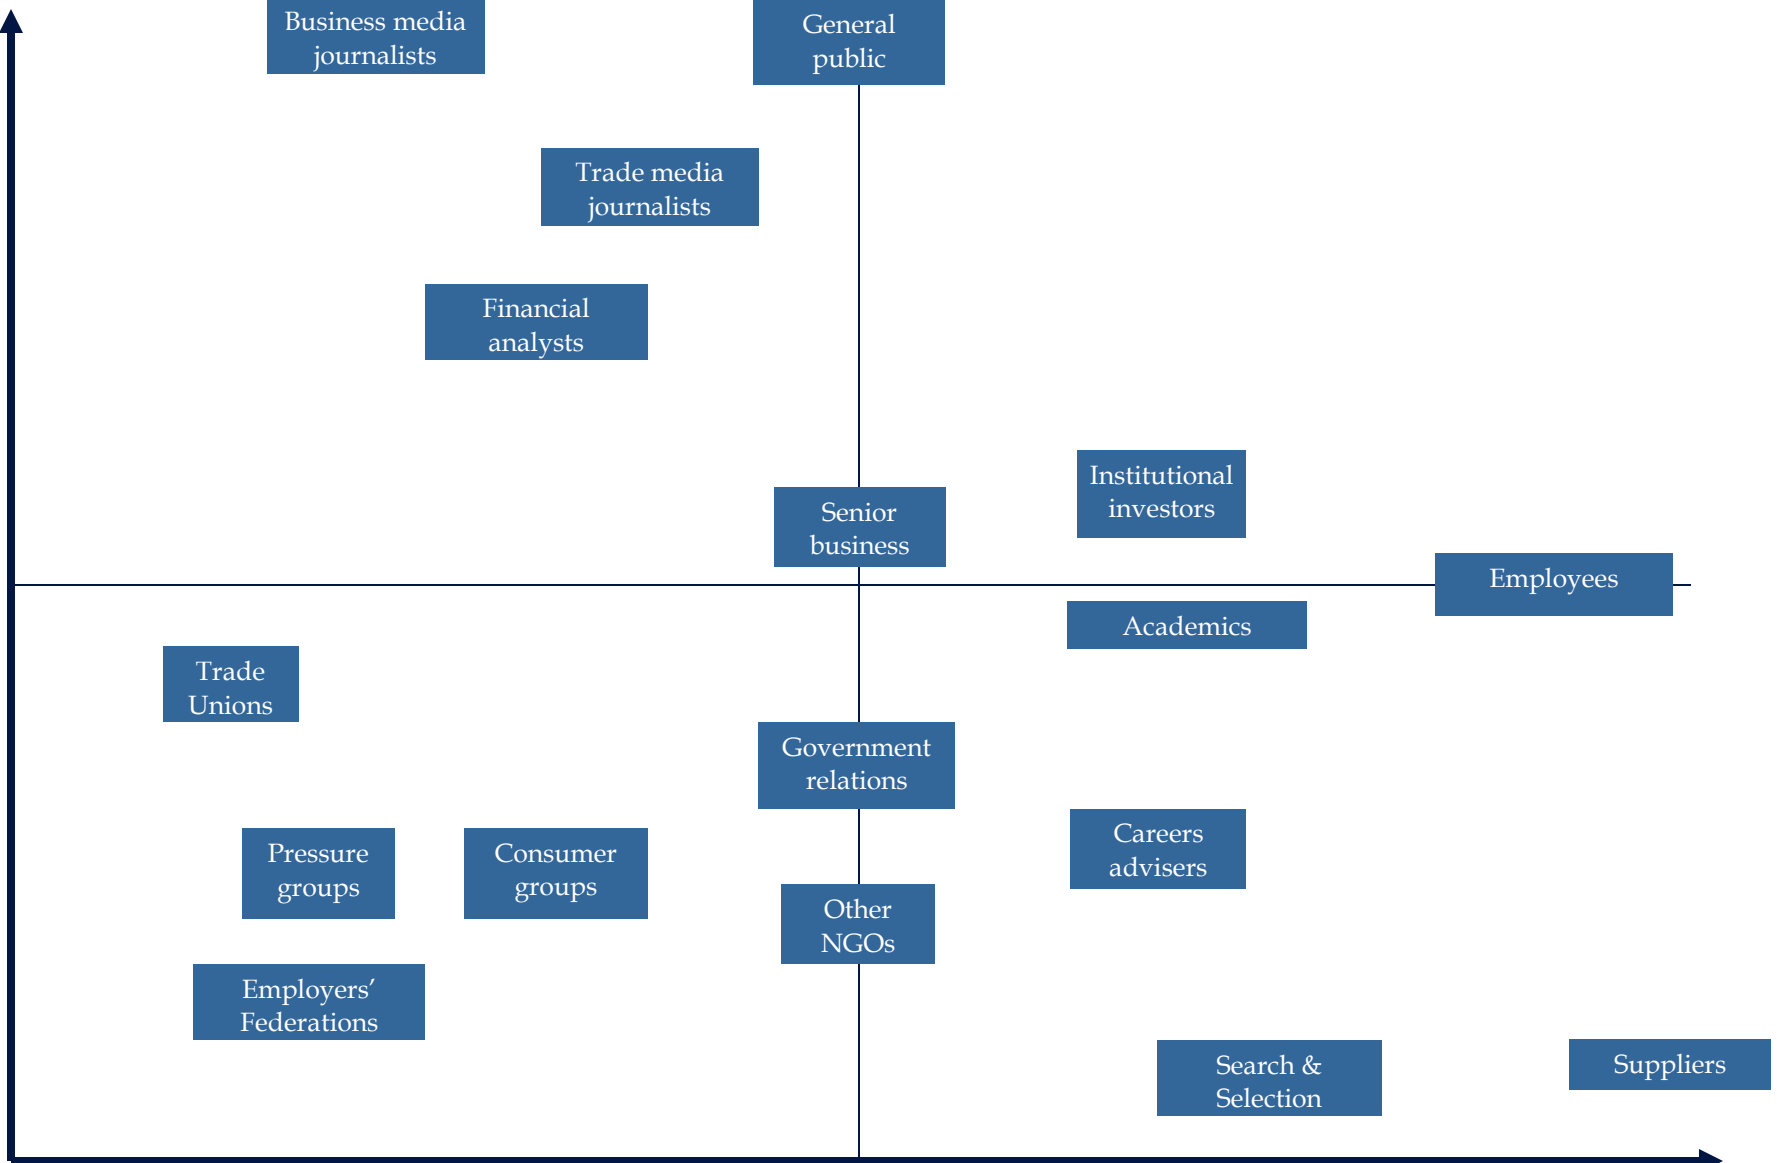 Business media
journalists
General
public
Trade media
journalists
Financial
analysts
Institutional
investors
Senior
business
Employees
Academics
Trade
Unions
Government
relations
Careers
advisers
Pressure
groups
Consumer
groups
Other
NGOs
Employers’
Federations
Search &
Selection
Suppliers